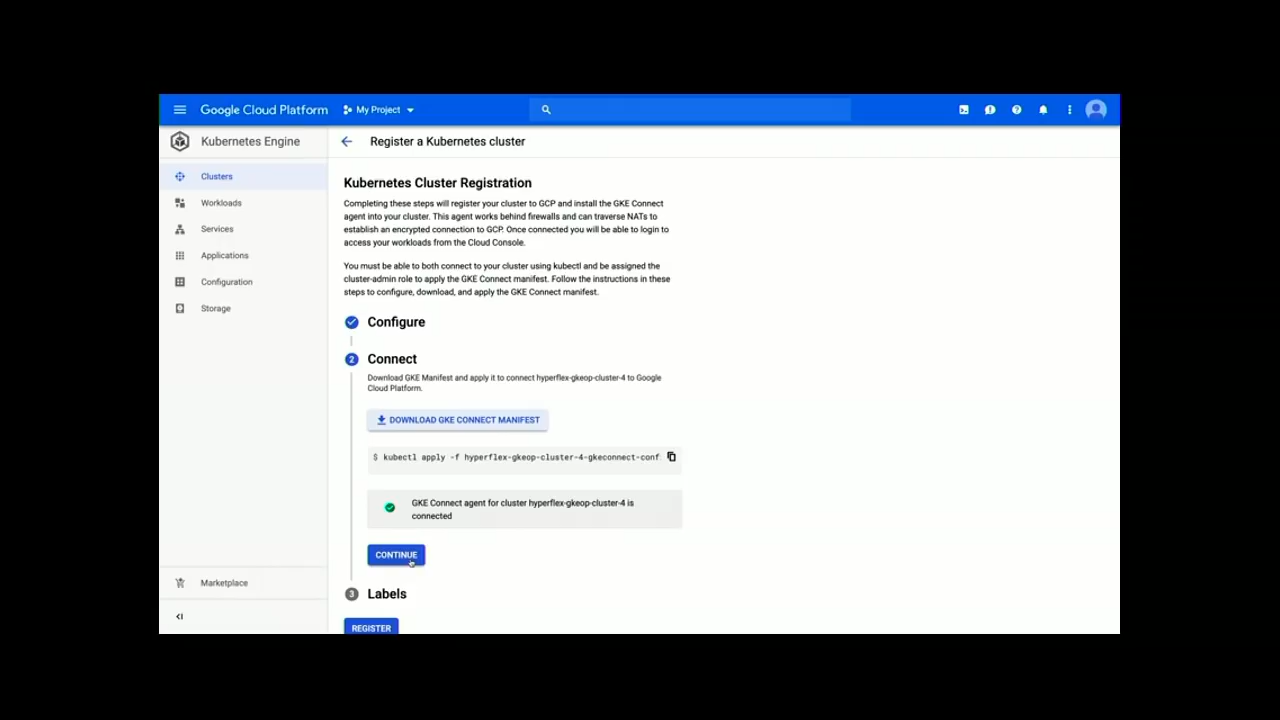 Google Cloud Platform
My Project
Kubernetes Engine
Register a Kubernetes cluster
Clusters
Workloads
Services
Applications
Configuration
Storage
Marketplace
Kubernetes Cluster Registration
Completing these steps will register your cluster to GCP and install the GKE Connect
agent into your cluster. This agent works behind firewalls and can traverse NATs to
establish an encrypted connection to GCP. Once connected you will be able to login to
access your workloads from the Cloud Console.
You must be able to both connect to your cluster using kubectl and be assigned the
cluster-admin role to apply the GKE Connect manifest. Follow the instructions in these
steps to configure, download, and apply the GKE Connect manifest.
Configure
2 Connect
Download GKE Manifest and apply it to connect hyperflex-gkeop-cluster-4 to Google
Cloud Platform.
DOWNLOAD GKE CONNECT MANIFEST
$ kubectl apply -f hyperflex-gkeop-cluster-4-gkeconnect-conf
GKE Connect agent for cluster hyperflex-gkeop-cluster-4 is
connected
CONTINUE
3 Labels
REGISTER